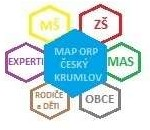 MŠ
ZŠ
EXPERTI
MAP ORP
ČESKÝ
KRUMLOV
MAS
RODIČE
a DĚTI
OBCE